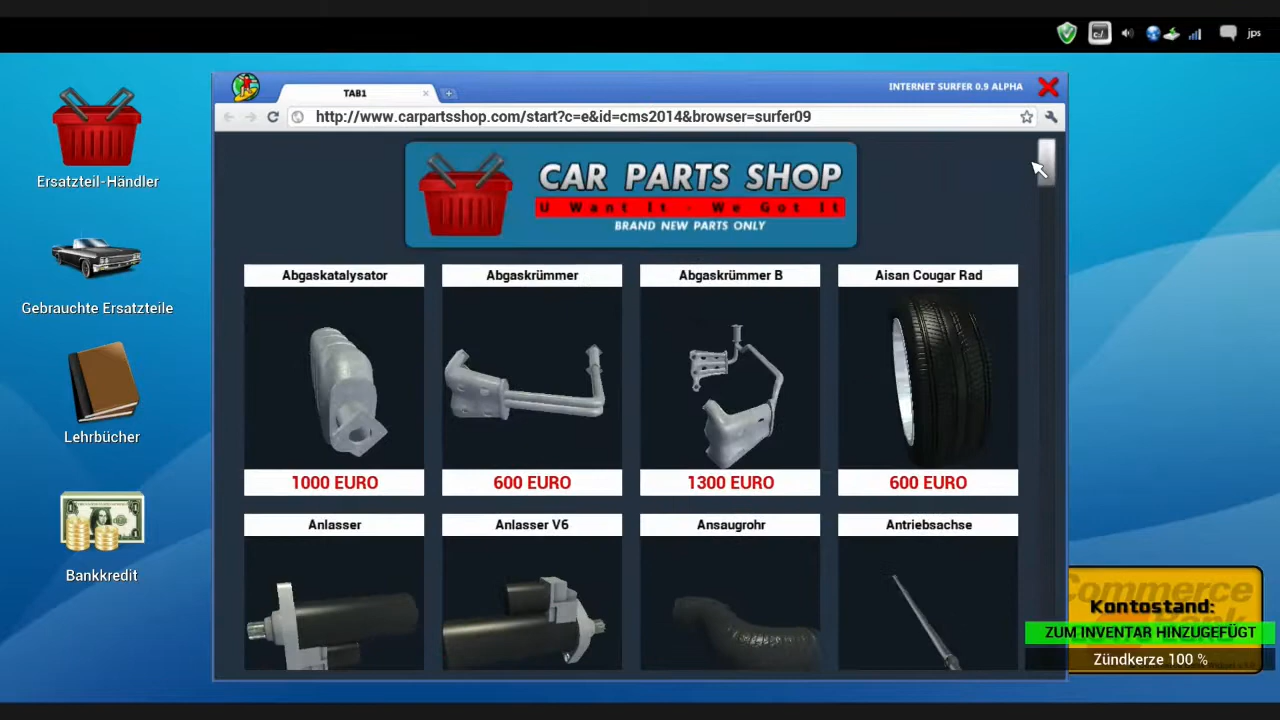 jps
TAB1
INTERNET SURFER 0.9 ALPHA
http://www.carpartsshop.com/start?c=e&id=cms2014&browser=surfer09
CAR PARTS SHOP
U Want It - We Got It
BRAND NEW PARTS ONLY
Ersatzteil-Händler
Gebrauchte Ersatzteile
Lehrbücher
Bankkredit
Abgaskatalysator
Abgaskrümmer
Abgaskrümmer B
Aisan Cougar Rad
1000 EURO
600 EURO
1300 EURO
600 EURO
Anlasser
Anlasser V6
Ansaugrohr
Antriebsachse
Commerce
Kontostand:
ZUM INVENTAR HINZUGEFÜGT
Zündkerze 100 %